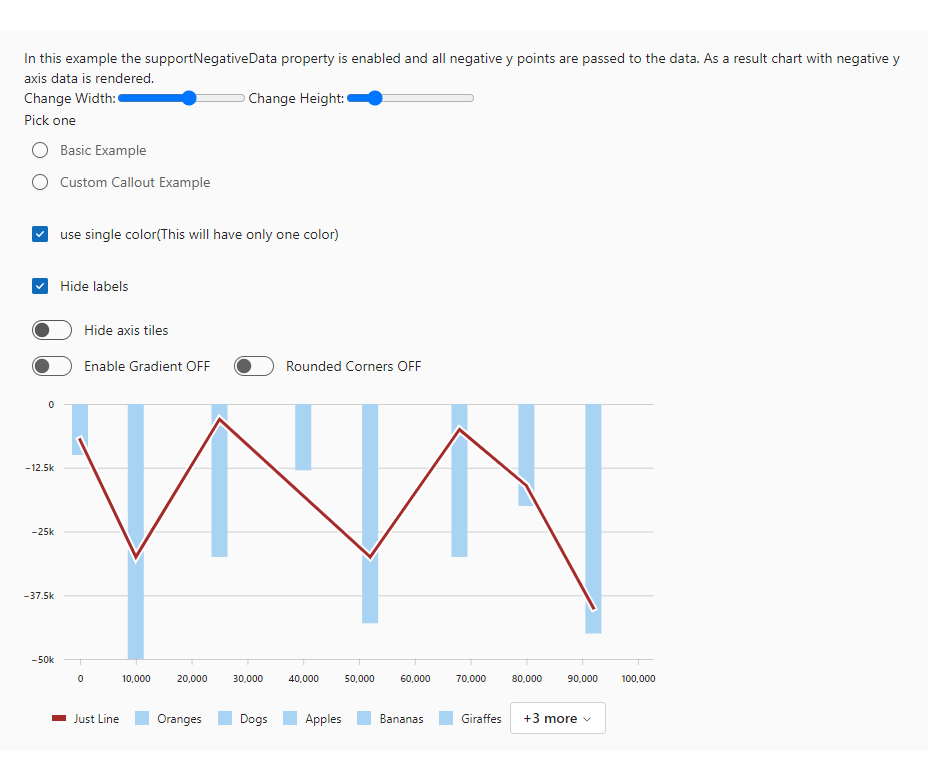 In this example the supportNegativeData property is enabled and all negative y points are passed to the data. As a result chart with negative y
axis data is rendered.
Change Width: Change Height:
Pick one
Basic Example
Custom Callout Example
use single color(This will have only one color)
Hide labels
Hide axis tiles
Enable Gradient OFF Rounded Corners OFF
0
−12.5k
−25k
−37.5k
−50k
0 10,000 20,000 30,000 40,000 50,000 60,000 70,000 80,000 90,000 100,000
Just Line Oranges Dogs Apples Bananas Giraffes +3 more